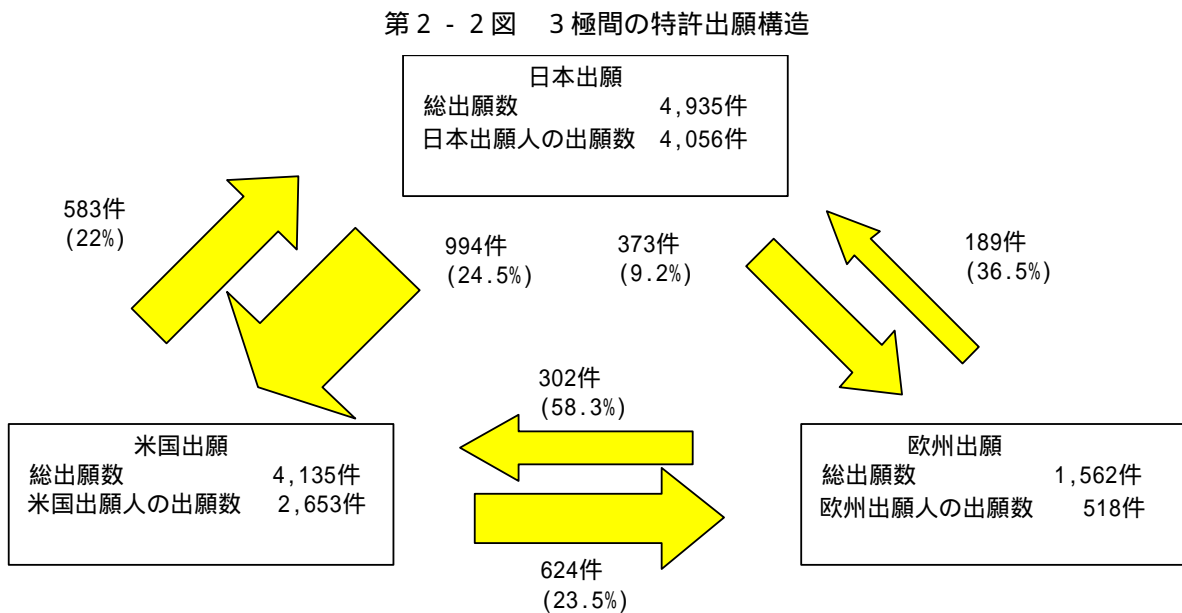 第２-２図　３極間の特許出願構造
日本出願
総出願数 4,935件
日本出願人の出願数 4,056件
583件
(22%)
994件
(24.5%)
373件
(9.2%)
189件
(36.5%)
302件
(58.3%)
米国出願
総出願数 4,135件
米国出願人の出願数 2,653件
欧州出願
総出願数 1,562件
欧州出願人の出願数 518件
624件
(23.5%)